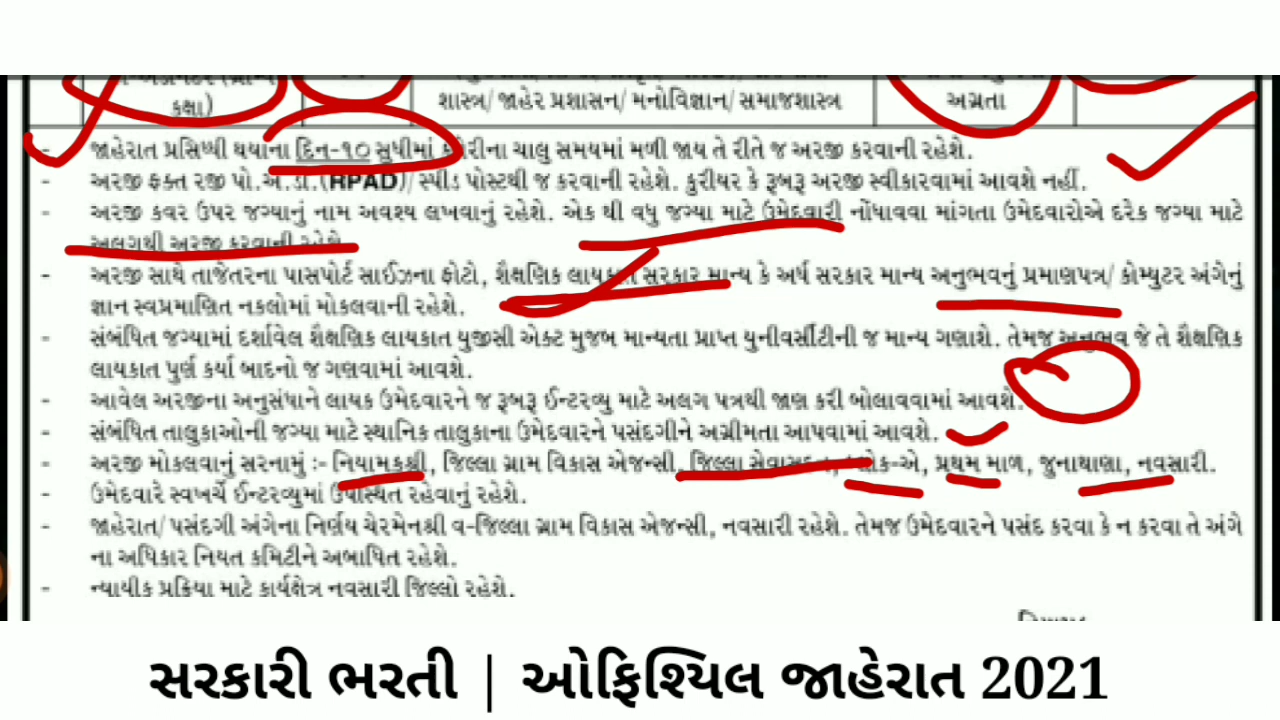 કક્ષા)
શાસ્ત્ર/ જાહેર પ્રશાસન/ મનોવિજ્ઞાન/ સમાજશાસ્ત્ર
અગ્રતા
- જાહેરાત પ્રસિધ્ધી થયાના દિન-૧૦ સુધીમાં ચાલુ સમયમાં મળી જાય તે રીતે જ અરજી કરવાની રહેશે.
- અરજી ફક્ત રજી પો.એ.ડી.(RPAD)/ સ્પીડ પોસ્ટથી જ કરવાની રહેશે. કુરીયર કે રૂબરૂ અરજી સ્વીકારવામાં આવશે નહીં.
- અરજી કવર ઉપર જગ્યાનું નામ અવશ્ય લખવાનું રહેશે. એક થી વધુ જગ્યા માટે ઉમેદવારી નોંધાવવા માંગતા ઉમેદવારોએ દરેક જગ્યા માટે
અલગથી અરજી કરવાની રહેશે.
- અરજી સાથે તાજેતરના પાસપોર્ટ સાઈઝના ફોટો, શૈક્ષણિક લાયકાત સરકાર માન્ય કે અર્ધ સરકાર માન્ય અનુભવનું પ્રમાણપત્ર/ કોમ્યુટર અંગેનું
જ્ઞાન સ્વપ્રમાણિત નકલોમાં મોકલવાની રહેશે.
- સંબંધિત જગ્યામાં દર્શાવેલ શૈક્ષણિક લાયકાત યુજીસી એક્ટ મુજબ માન્યતા પ્રાપ્ત યુનીવર્સીટીની જ માન્ય ગણાશે. તેમજ અનુભવ જે તે શૈક્ષણિક
લાયકાત પુર્ણ કર્યા બાદનો જ ગણવામાં આવશે.
- આવેલ અરજીના અનુસંધાને લાયક ઉમેદવારને જ રૂબરૂ ઈન્ટરવ્યુ માટે અલગ પત્રથી જાણ કરી બોલાવવામાં આવશે.
- સંબંધિત તાલુકાઓની જગ્યા માટે સ્થાનિક તાલુકાના ઉમેદવારને પસંદગીને અગ્રીમતા આપવામાં આવશે.
- અરજી મોકલવાનું સરનામું :- નિયામકશ્રી, જિલ્લા ગ્રામ વિકાસ એજન્સી, જિલ્લા સેવાસદન, બ્લોક-એ, પ્રથમ માળ, જુનાથાણા, નવસારી.
- ઉમેદવારે સ્વખર્ચે ઈન્ટરવ્યુમાં ઉપસ્થિત રહેવાનું રહેશે.
- જાહેરાત/ પસંદગી અંગેના નિર્ણય ચેરમેનશ્રી વ-જિલ્લા ગ્રામ વિકાસ એજન્સી, નવસારી રહેશે. તેમજ ઉમેદવારને પસંદ કરવા કે ન કરવા તે અંગે
ના અધિકાર નિયત કમિટીને અબાધિત રહેશે.
- ન્યાયીક પ્રક્રિયા માટે કાર્યક્ષેત્ર નવસારી જિલ્લો રહેશે.
સરકારી ભરતી | ઓફિશ્યિલ જાહેરાત 2021